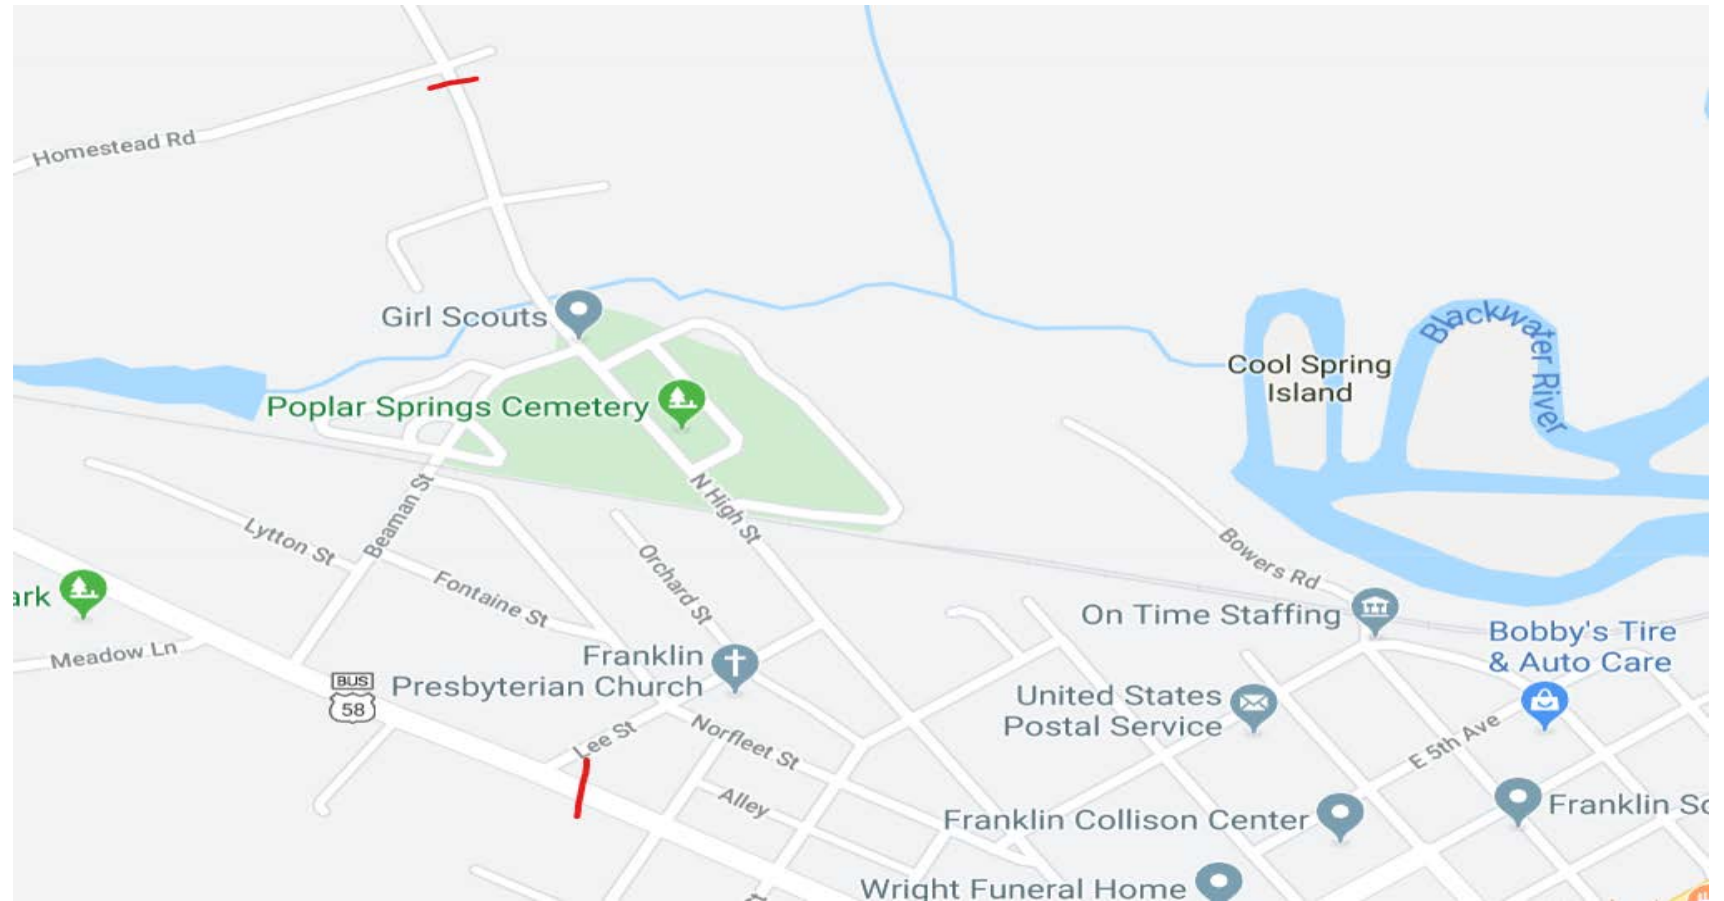 Homestead Rd
Girl Scouts
Blackwater River
Cool Spring
Island
Poplar Springs Cemetery
N High St
Beaman St
Lytton St
Orchard St
Bowers Rd
Fontaine St
ark
On Time Staffing
Bobby's Tire
& Auto Care
Meadow Ln
Franklin
Presbyterian Church
BUS
58
United States
Postal Service
Lee St
Norfleet St
E 5th Ave
Alley
Franklin Collison Center
Franklin So
Wright Funeral Home